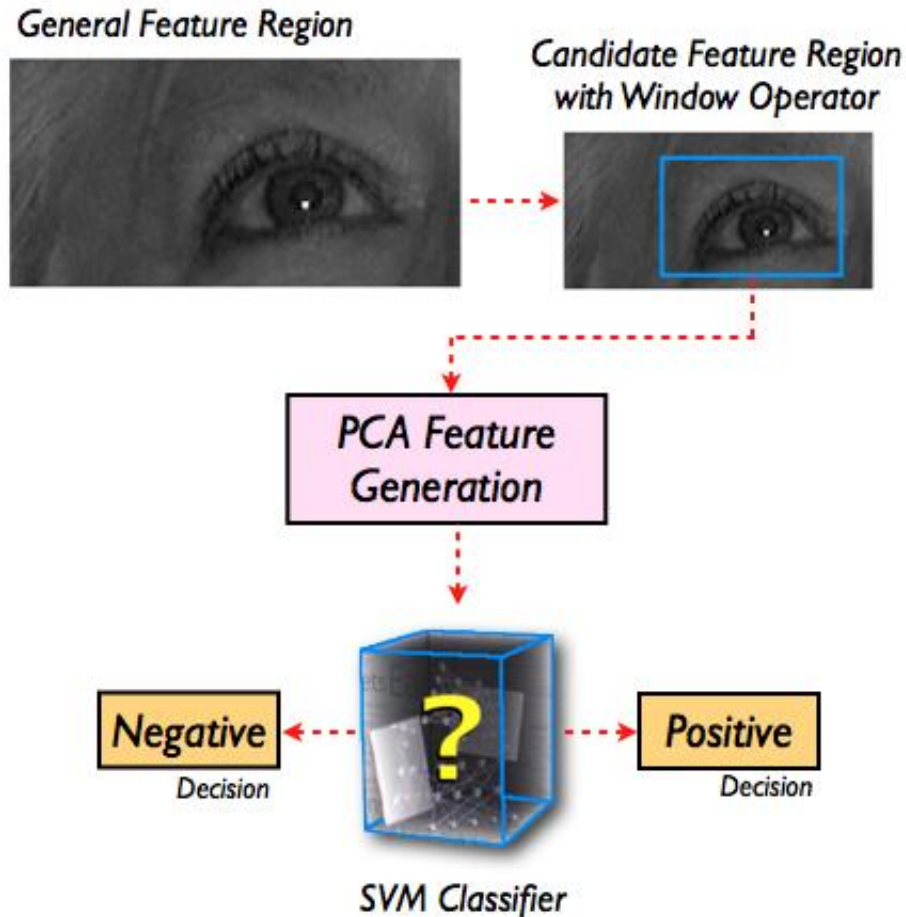 General Feature Region
Candidate Feature Region
with Window Operator
PCA Feature
Generation
?
Negative
Decision
Positive
Decision
SVM Classifier